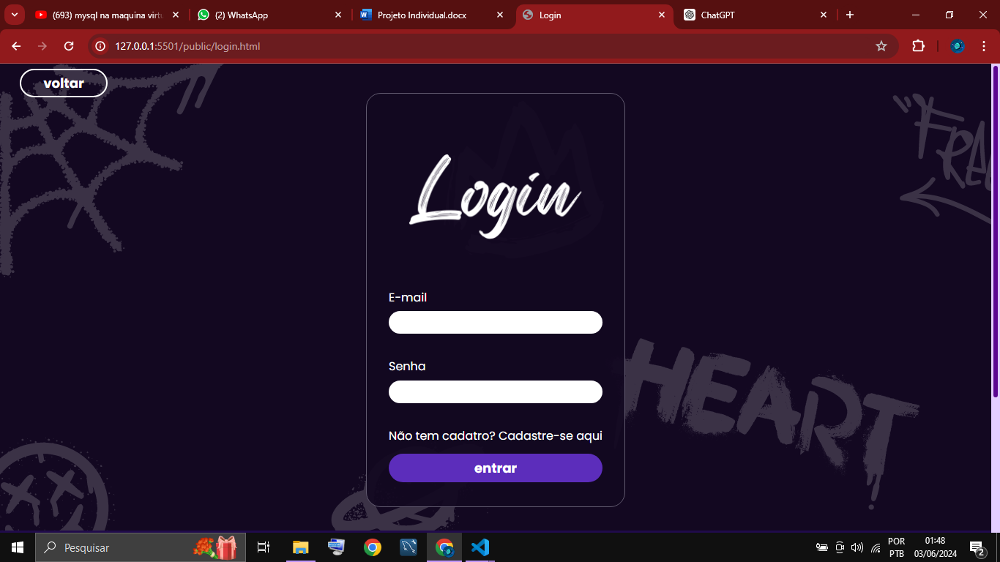 (693) mysql na maquina virtu
(2) WhatsApp
Projeto Individual.docx
Login
ChatGPT
127.0.0.1:5501/public/login.html
voltar
Login
E-mail
Senha
Não tem cadatro? Cadastre-se aqui
entrar
HEART
Pesquisar
POR
PTB
01:48
03/06/2024
2